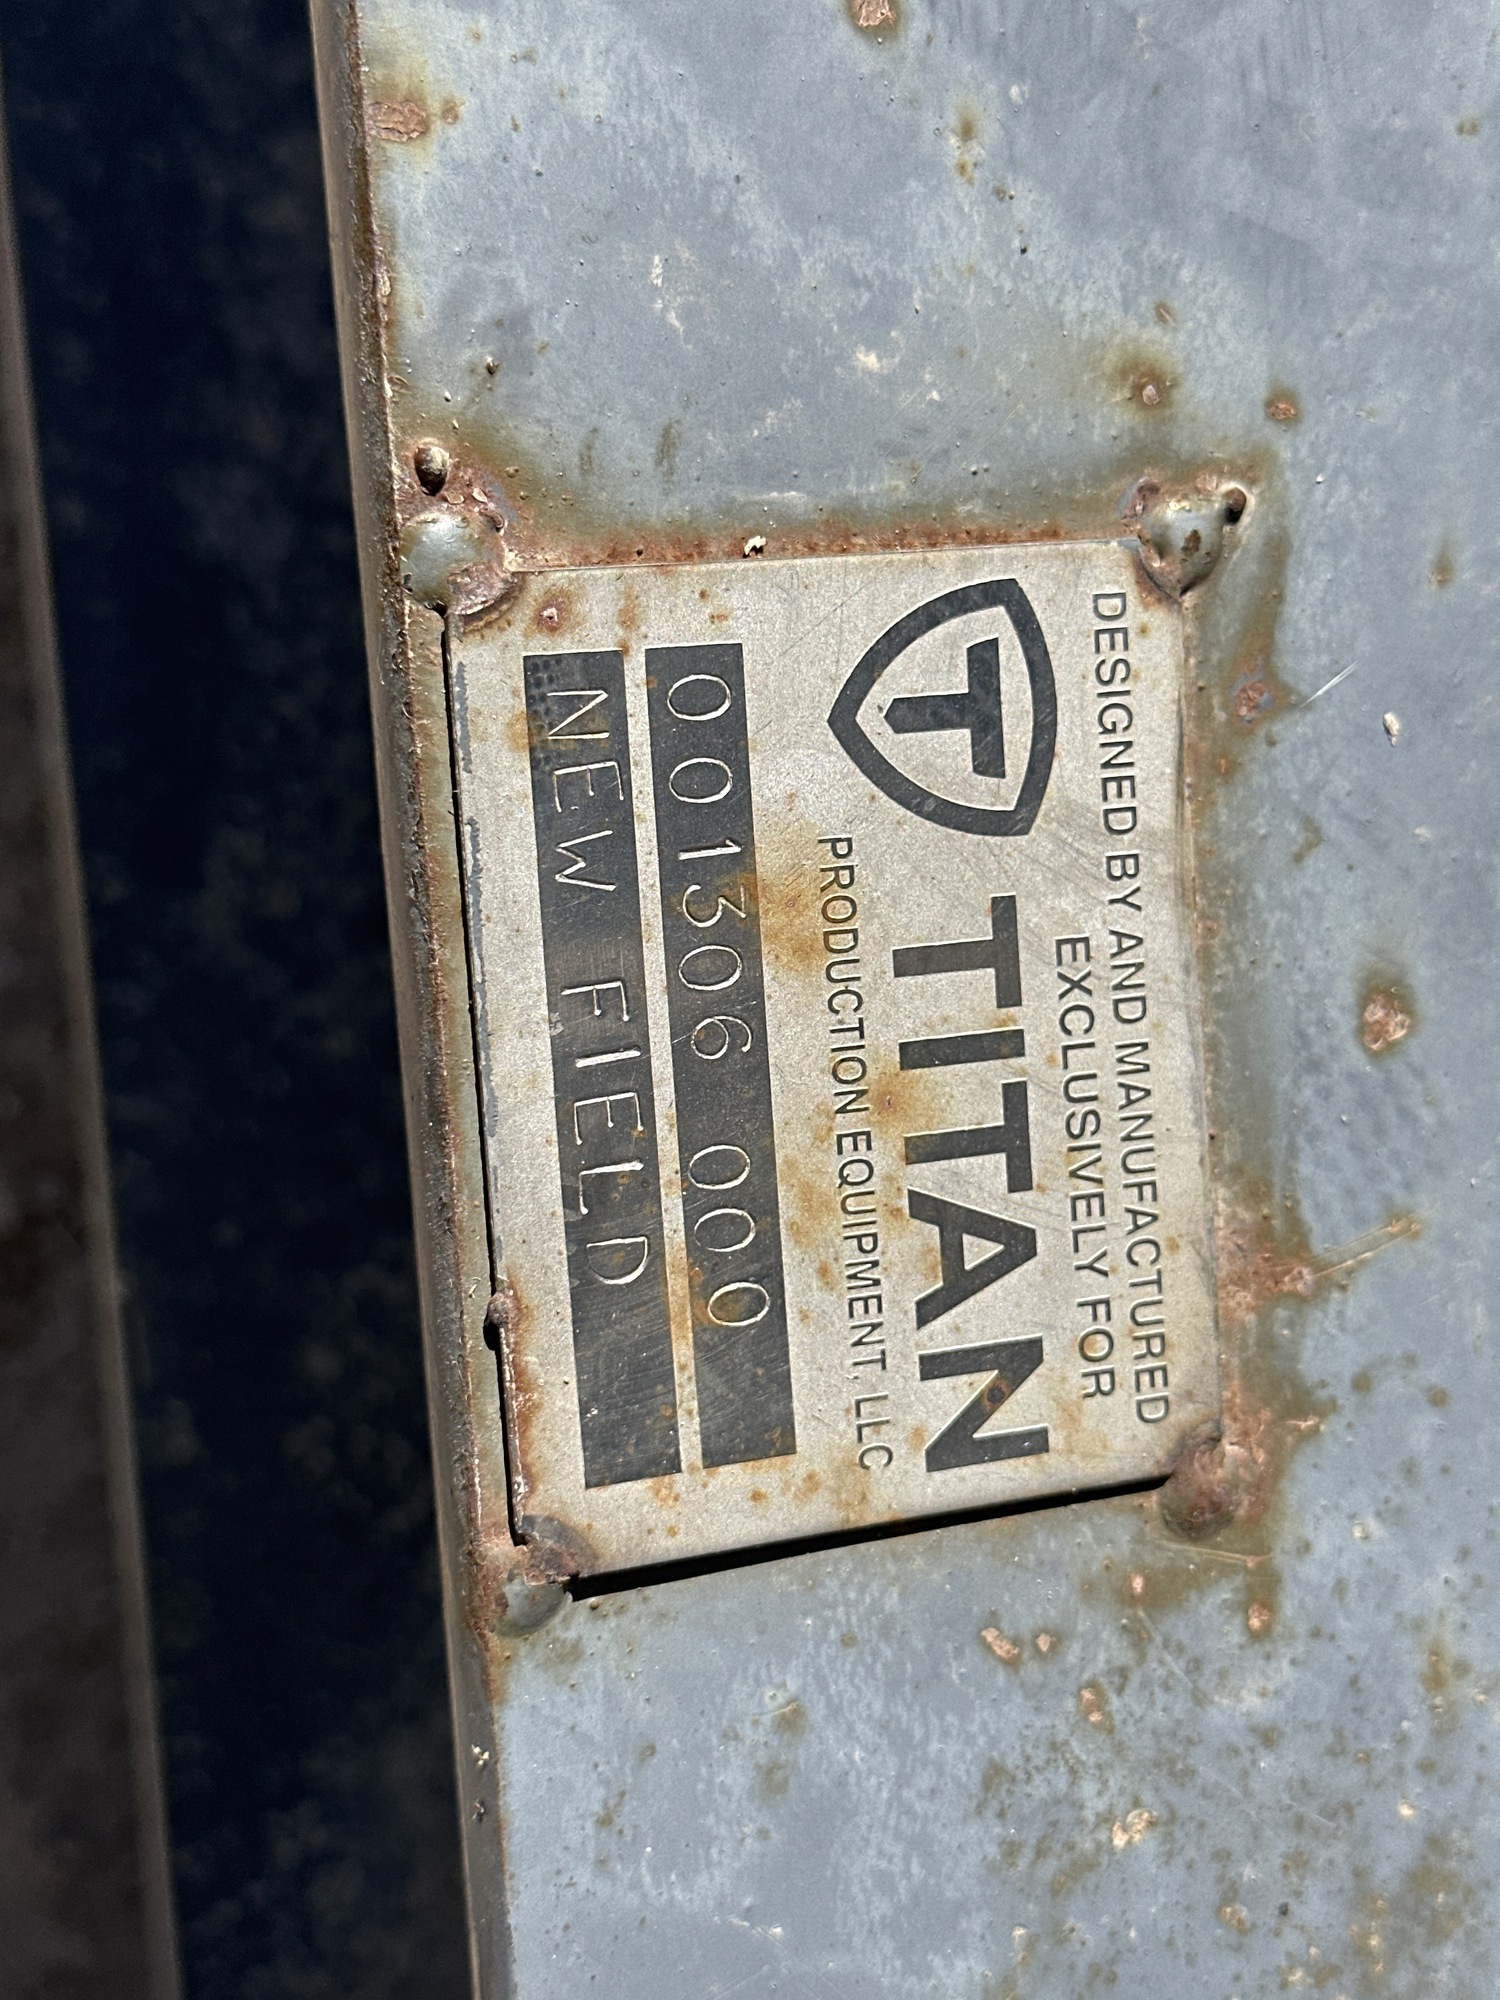 DESIGNED BY AND MANUFACTURED
EXCLUSIVELY FOR
T TITAN
PRODUCTION EQUIPMENT, LLC
001306 000
NEW FIELD